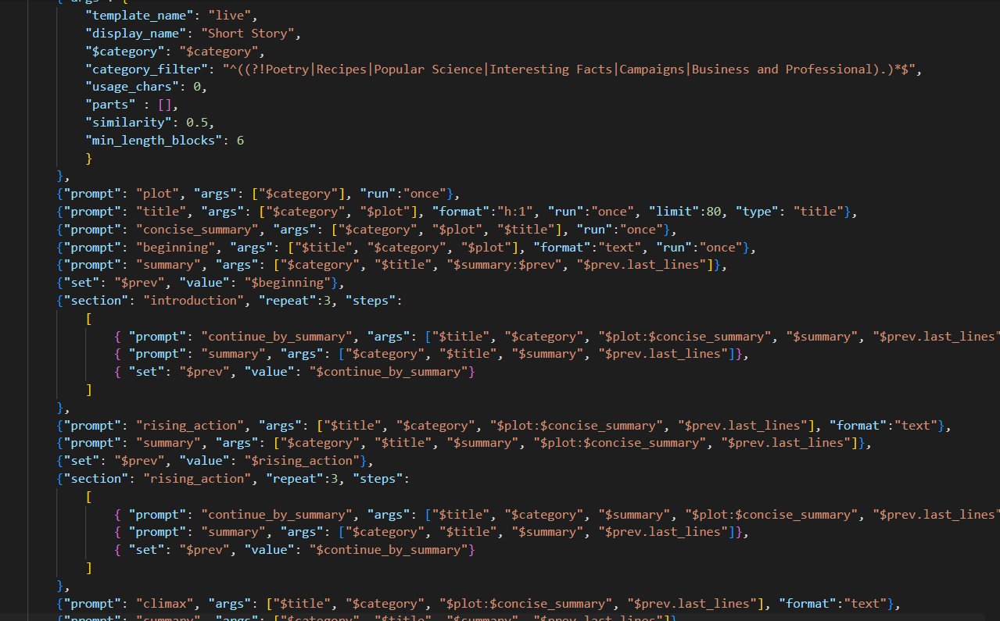 {"args": {
"template_name": "live",
"display_name": "Short Story",
"$category": "$category",
"category_filter": "^((?!Poetry|Recipes|Popular Science|Interesting Facts|Campaigns|Business and Professional).)*$",
"usage_chars": 0,
"parts" : [],
"similarity": 0.5,
"min_length_blocks": 6
}
},
{"prompt": "plot", "args": ["$category"], "run":"once"},
{"prompt": "title", "args": ["$category", "$plot"], "format":"h:1", "run":"once", "limit":80, "type": "title"},
{"prompt": "concise_summary", "args": ["$category", "$plot", "$title"], "run":"once"},
{"prompt": "beginning", "args": ["$title", "$category", "$plot"], "format":"text", "run":"once"},
{"prompt": "summary", "args": ["$category", "$title", "$summary:$prev", "$prev.last_lines"]},
{"set": "$prev", "value": "$beginning"},
{"section": "introduction", "repeat":3, "steps":
[
{ "prompt": "continue_by_summary", "args": ["$title", "$category", "$plot:$concise_summary", "$summary", "$prev.last_lines"
{ "prompt": "summary", "args": ["$category", "$title", "$summary", "$prev.last_lines"]},
{ "set": "$prev", "value": "$continue_by_summary"}
]
},
{"prompt": "rising_action", "args": ["$title", "$category", "$plot:$concise_summary", "$prev.last_lines"], "format":"text"},
{"prompt": "summary", "args": ["$category", "$title", "$summary", "$plot:$concise_summary", "$prev.last_lines"]},
{"set": "$prev", "value": "$rising_action"},
{"section": "rising_action", "repeat":3, "steps":
[
{ "prompt": "continue_by_summary", "args": ["$title", "$category", "$summary", "$plot:$concise_summary", "$prev.last_lines"
{ "prompt": "summary", "args": ["$category", "$title", "$summary", "$prev.last_lines"]},
{ "set": "$prev", "value": "$continue_by_summary"}
]
},
{"prompt": "climax", "args": ["$title", "$category", "$plot:$concise_summary", "$prev.last_lines"], "format":"text"},
{"prompt": "summary", "args": ["$category", "$title", "$summary", "$prev.last_lines"]},